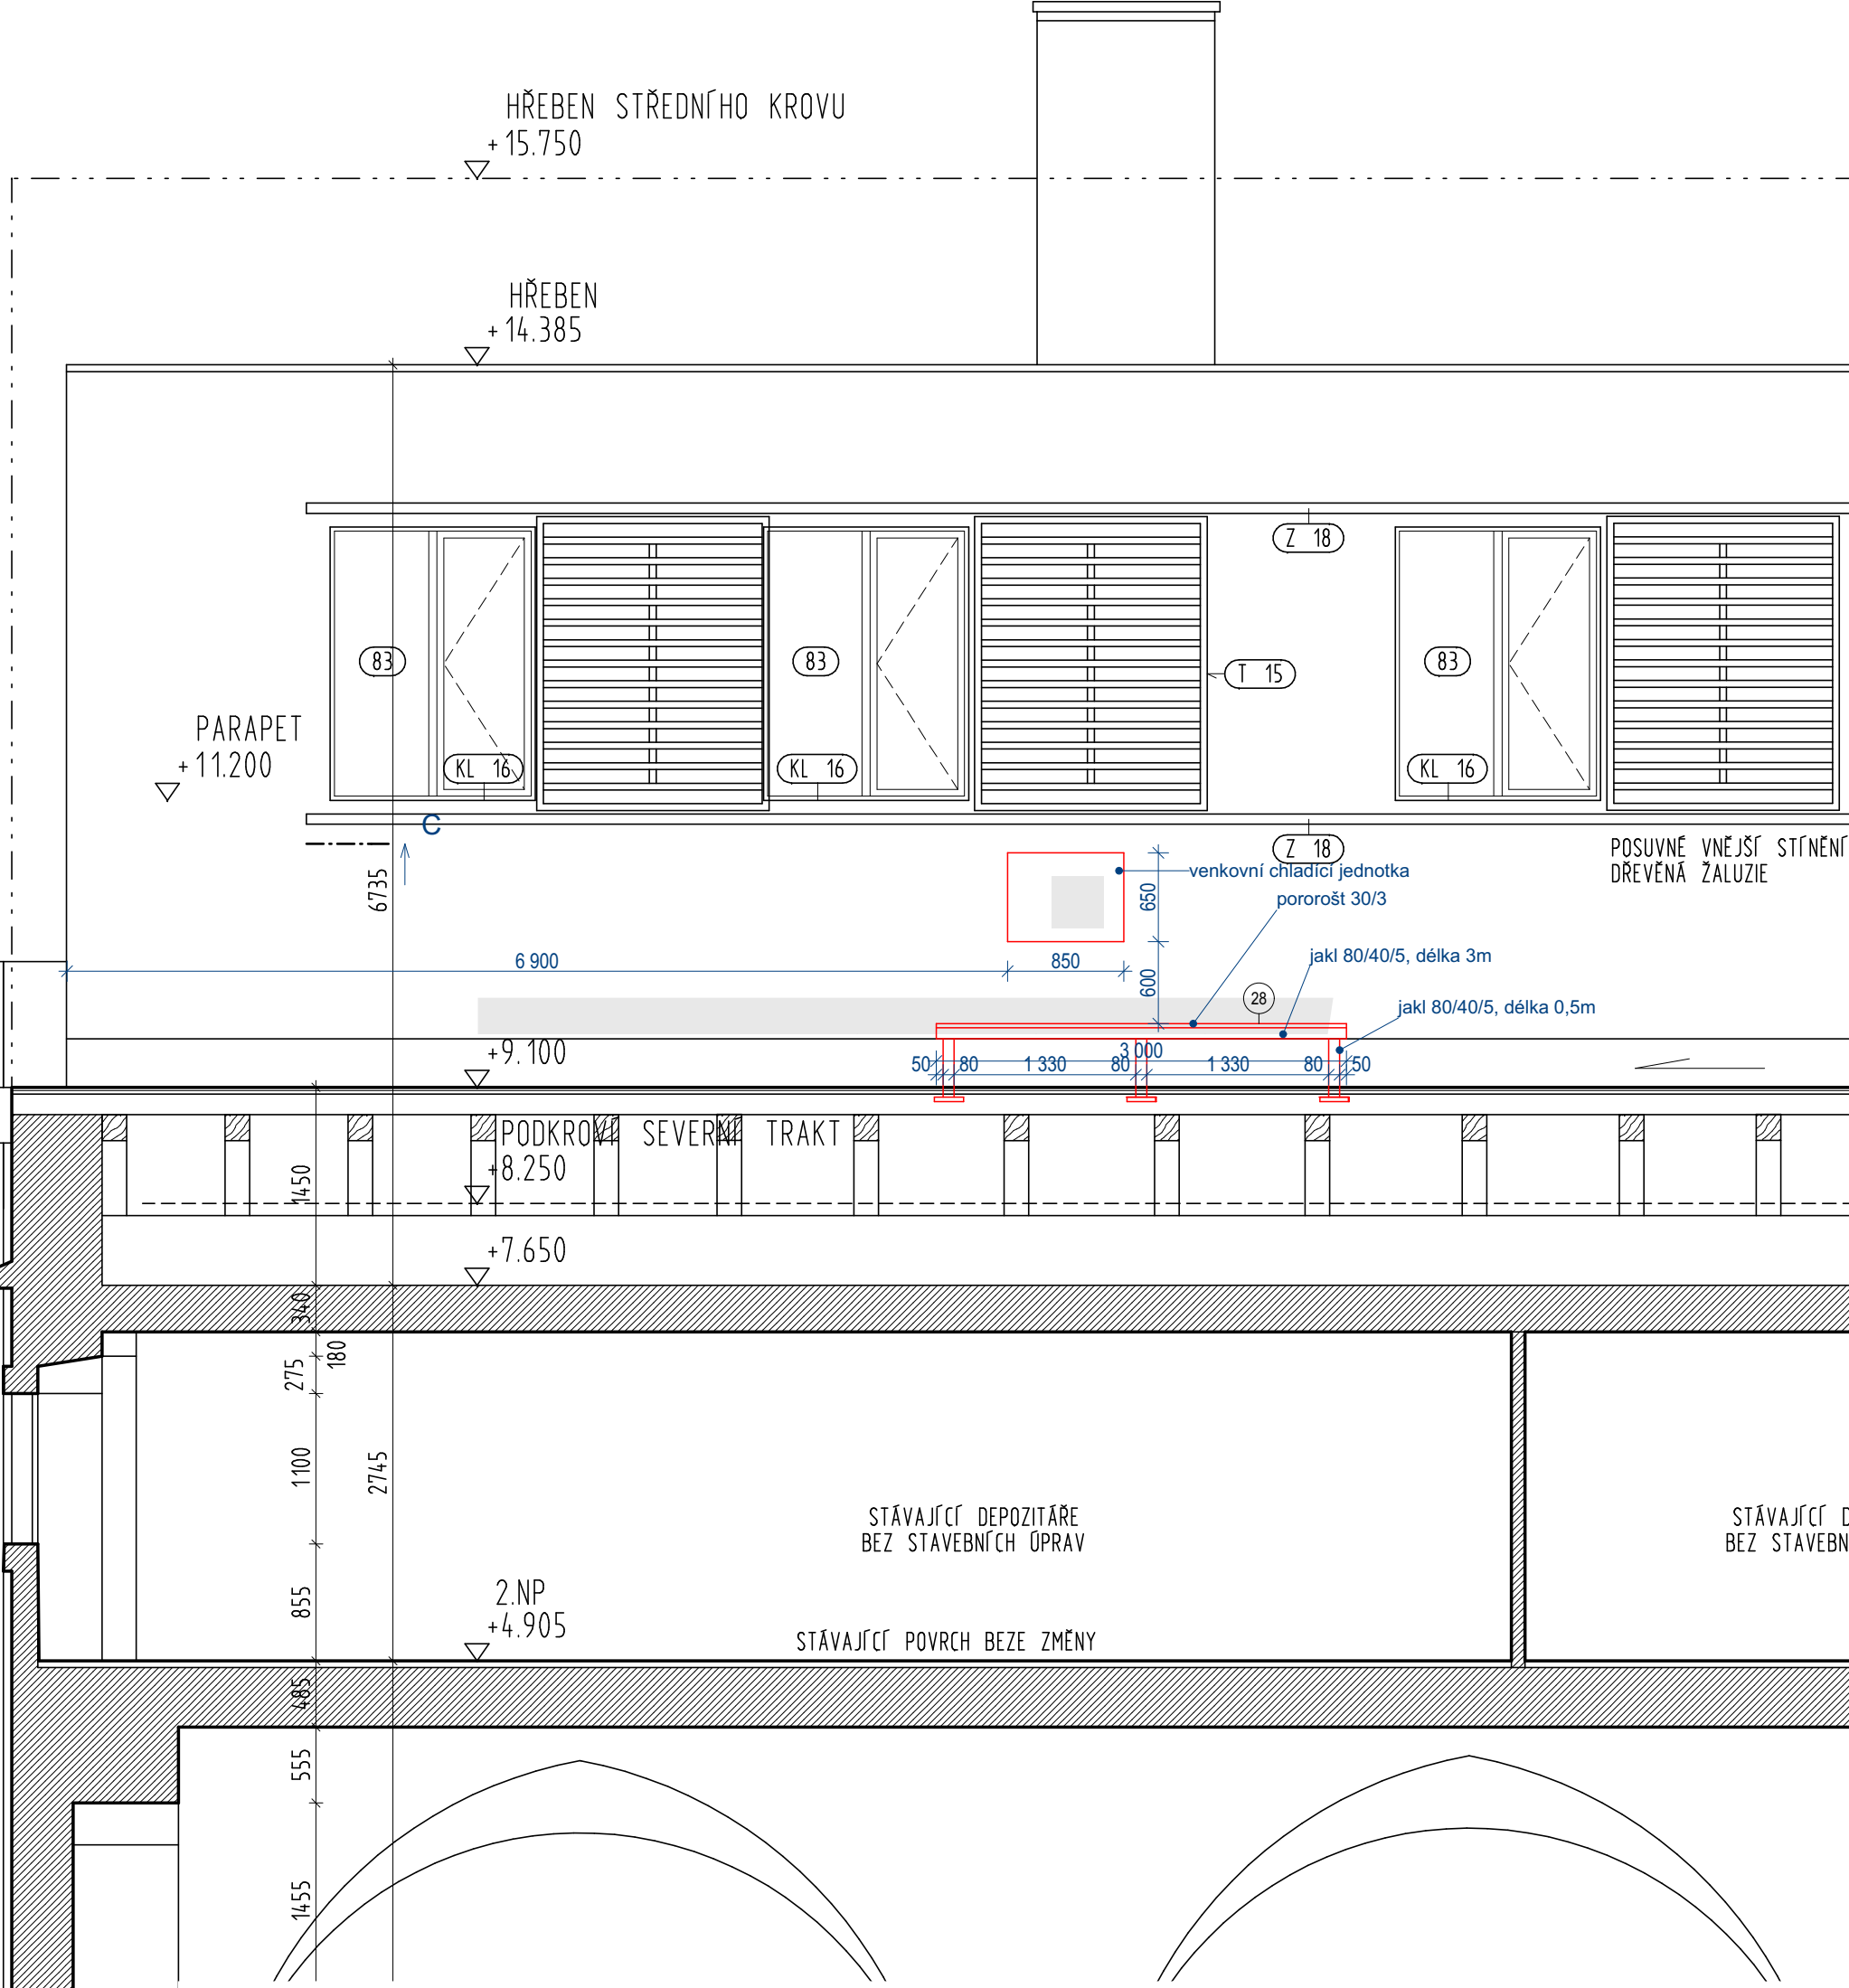 HŘEBEN STŘEDNÍHO KROVU
+15.750
HŘEBEN
+14.385
Z 18
83
83
83
T 15
PARAPET
+11.200
KL 16
KL 16
KL 16
C
Z 18
POSUVNÉ VNĚJŠÍ STÍNĚNÍ
DŘEVĚNÁ ŽALUZIE
6735
venkovní chladící jednotka
650
pororošt 30/3
jakl 80/40/5, délka 3m
6 900
850
600
28
jakl 80/40/5, délka 0,5m
+9.100
3 000
50
80
1 330
80
1 330
80
50
PODKROVÍ SEVERNÍ TRAKT
+8.250
1450
+7.650
340
180
275
1100
2745
STÁVAJÍCÍ DEPOZITÁŘE
BEZ STAVEBNÍCH ÚPRAV
STÁVAJÍCÍ D
BEZ STAVEBN
855
2.NP
+4.905
STÁVAJÍCÍ POVRCH BEZE ZMĚNY
485
555
1455